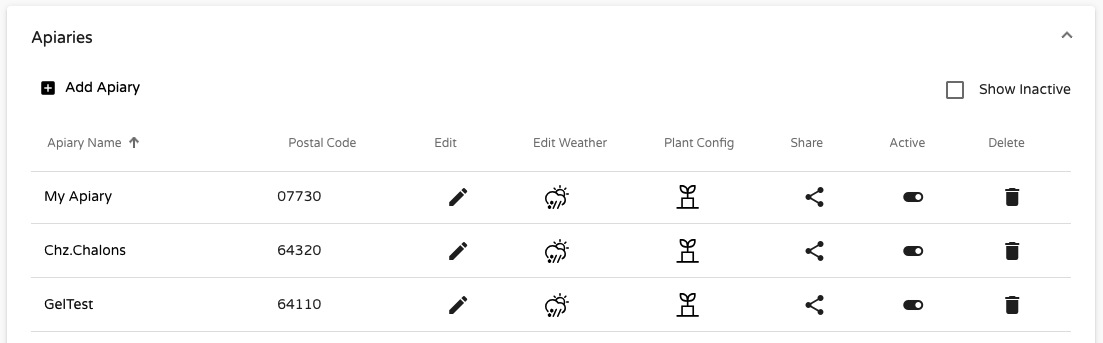 Apiaries
Add Apiary
Show Inactive
Apiary Name Postal Code Edit Edit Weather Plant Config Share Active Delete
My Apiary 07730
Chz.Chalons 64320
GelTest 64110